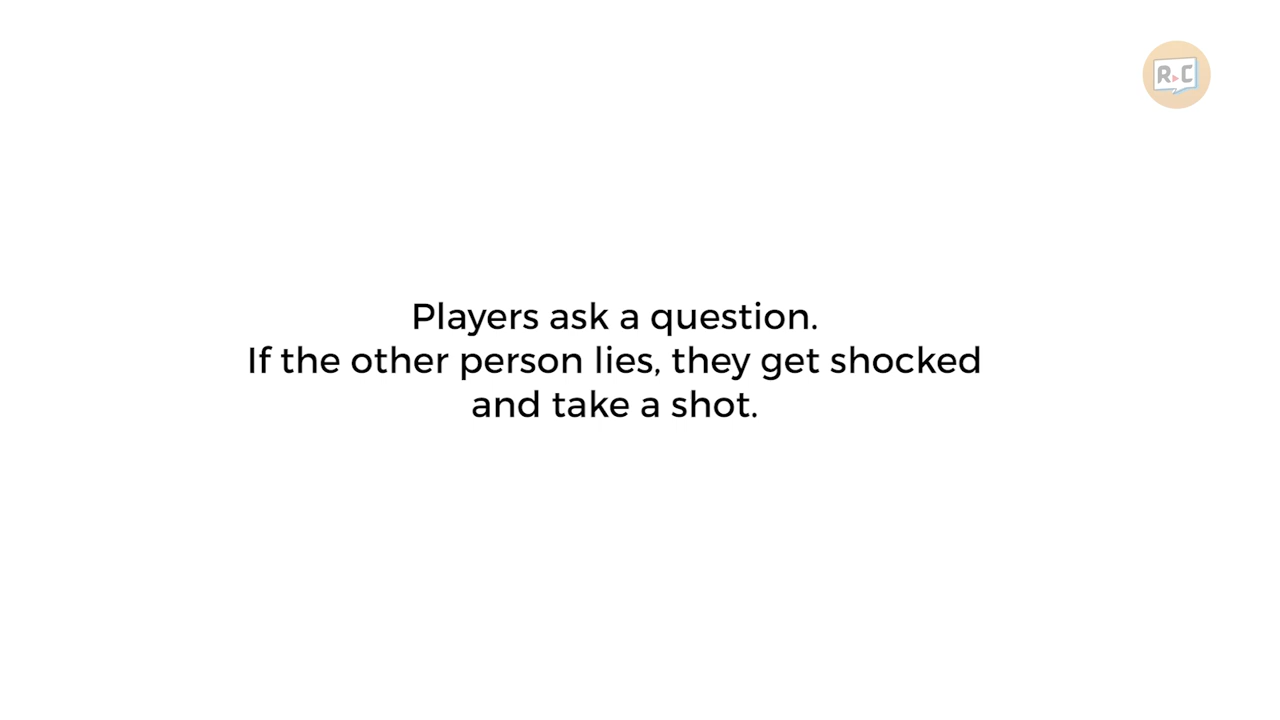 R▸C
Players ask a question.
If the other person lies, they get shocked
and take a shot.